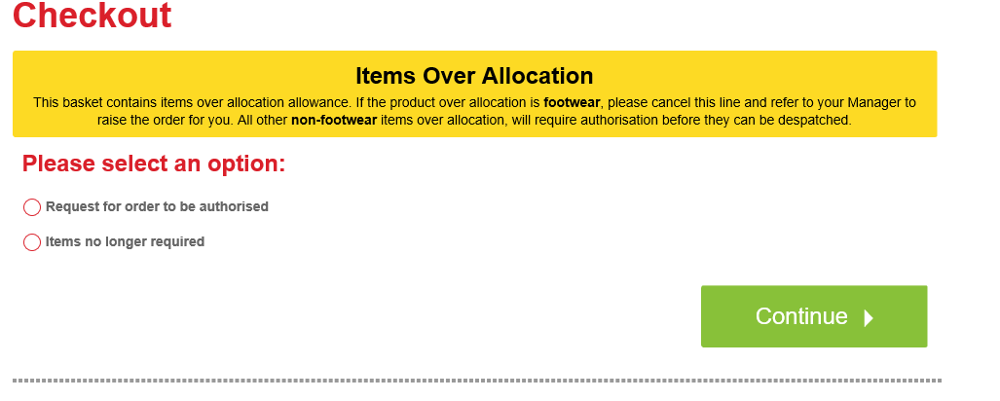 Checkout
Items Over Allocation
This basket contains items over allocation allowance. If the product over allocation is footwear, please cancel this line and refer to your Manager to
raise the order for you. All other non-footwear items over allocation, will require authorisation before they can be despatched.
Please select an option:
Request for order to be authorised
Items no longer required
Continue